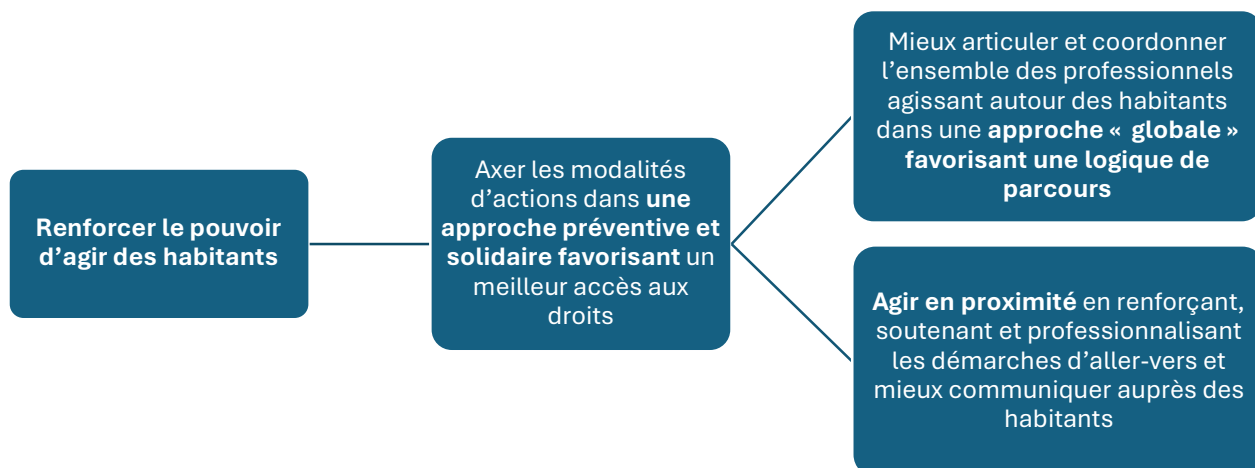 Renforcer le pouvoir
d’agir des habitants
Axer les modalités
d’actions dans une
approche préventive et
solidaire favorisant un
meilleur accès aux
droits
Mieux articuler et coordonner
l’ensemble des professionnels
agissant autour des habitants
dans une approche « globale »
favorisant une logique de
parcours
Agir en proximité en renforçant,
soutenant et professionnalisant
les démarches d’aller-vers et
mieux communiquer auprès des
habitants